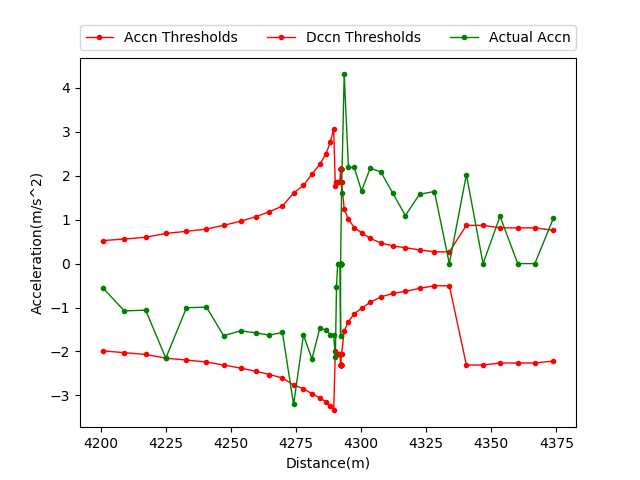 Accn Thresholds Dccn Thresholds Actual Accn
4
3
2
1
0
−1
−2
−3
Acceleration(m/s^2)
4200 4225 4250 4275 4300 4325 4350 4375
Distance(m)